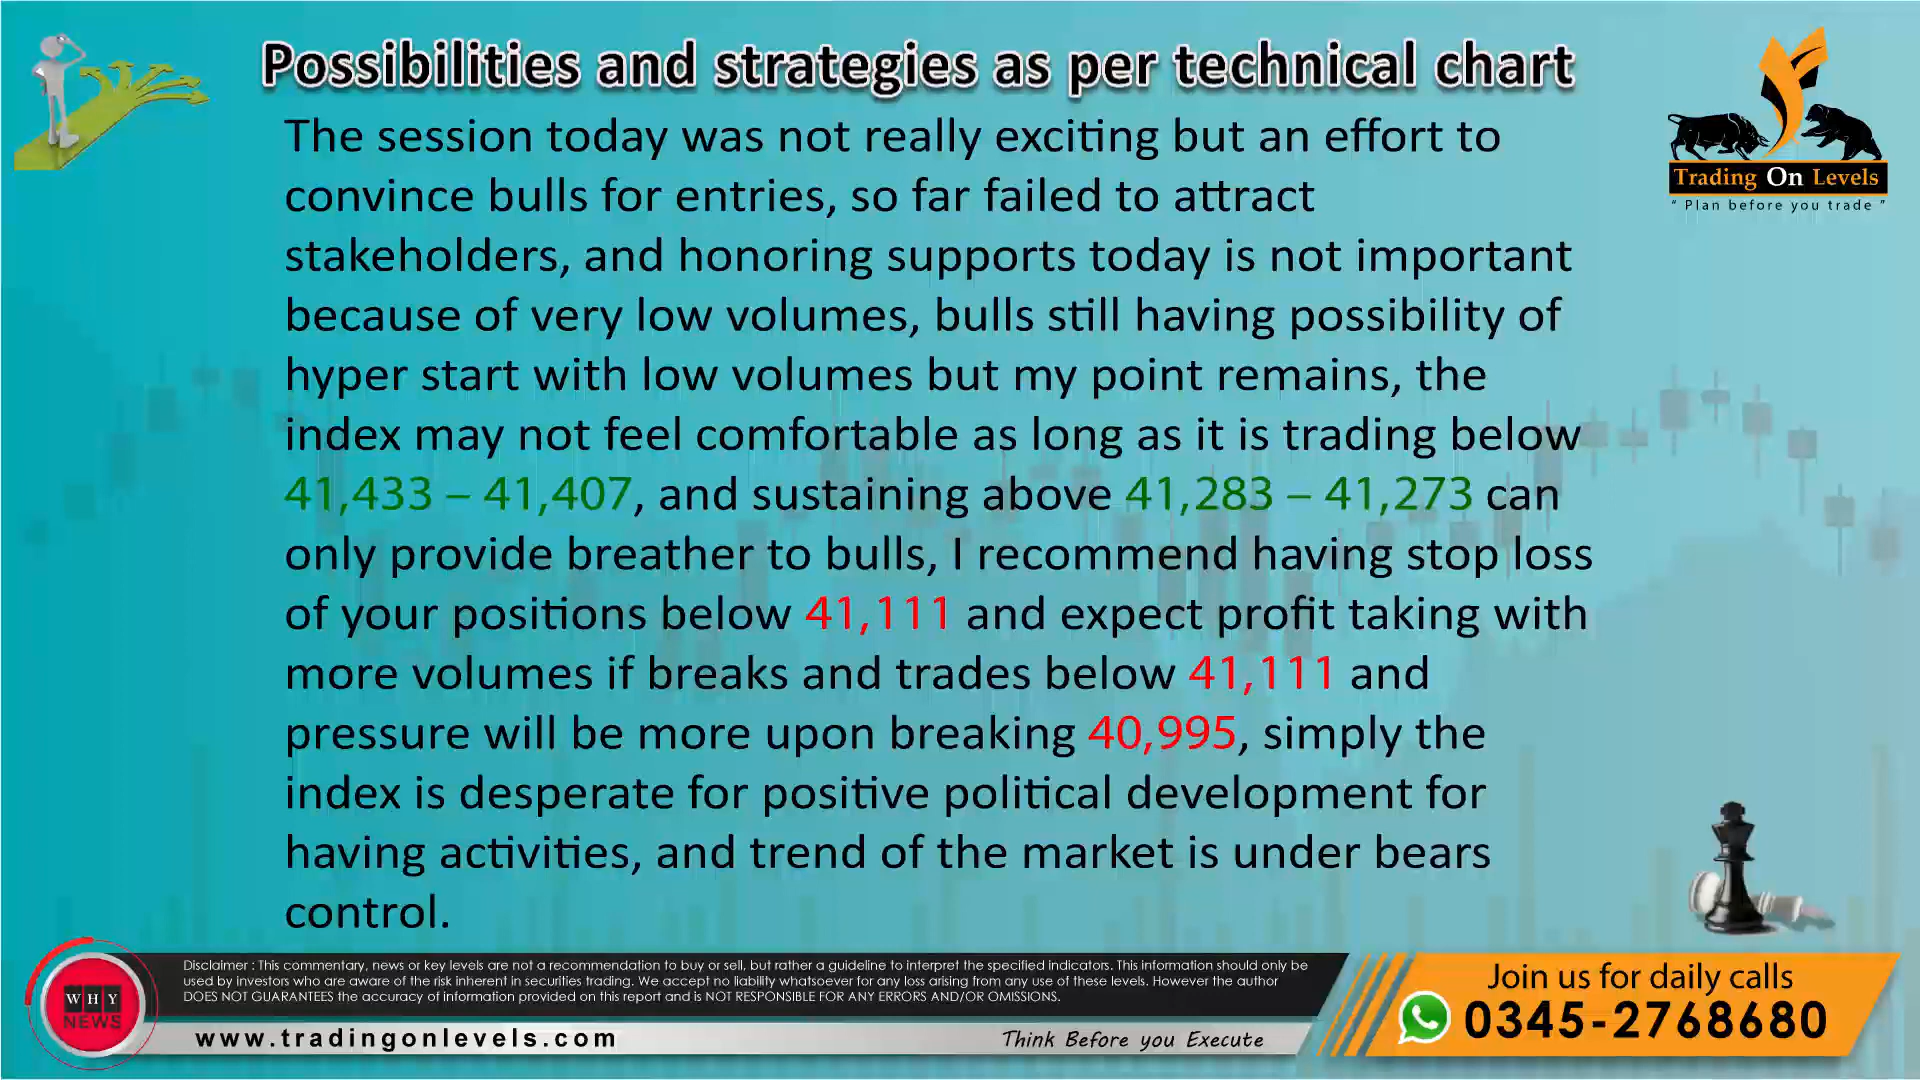 Possibilities and strategies as per technical chart
The session today was not really exciting but an effort to
convince bulls for entries, so far failed to attract
stakeholders, and honoring supports today is not important
because of very low volumes, bulls still having possibility of
hyper start with low volumes but my point remains, the
index may not feel comfortable as long as it is trading below
41,433 – 41,407, and sustaining above 41,283 – 41,273 can
only provide breather to bulls, I recommend having stop loss
of your positions below 41,111 and expect profit taking with
more volumes if breaks and trades below 41,111 and
pressure will be more upon breaking 40,995, simply the
index is desperate for positive political development for
having activities, and trend of the market is under bears
control.
Trading On Levels
" Plan before you trade "
WHY
NEWS
Disclaimer : This commentary, news or key levels are not a recommendation to buy or sell, but rather a guideline to interpret the specified indicators. This information should only be
used by investors who are aware of the risk inherent in securities trading. We accept no liability whatsoever for any loss arising from any use of these levels. However the author
DOES NOT GUARANTEES the accuracy of information provided on this report and is NOT RESPONSIBLE FOR ANY ERRORS AND/OR OMISSIONS.
www.tradingonlevels.com
Think Before you Execute
Join us for daily calls
0345-2768680